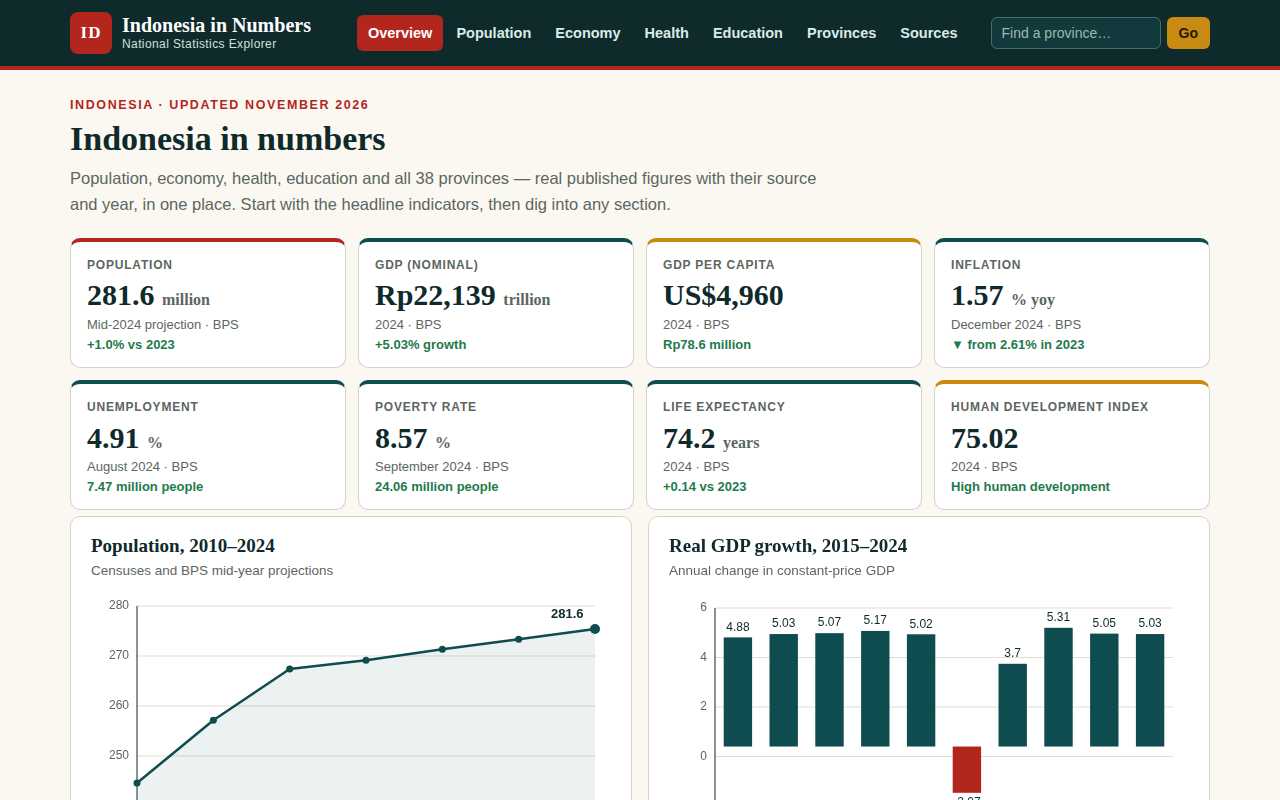 ID
Indonesia in Numbers
National Statistics Explorer
Overview
Population
Economy
Health
Education
Provinces
Sources
Find a province…
Go
INDONESIA · UPDATED NOVEMBER 2026
Indonesia in numbers
Population, economy, health, education and all 38 provinces — real published figures with their source
and year, in one place. Start with the headline indicators, then dig into any section.
POPULATION
281.6 million
Mid-2024 projection · BPS
+1.0% vs 2023
GDP (NOMINAL)
Rp22,139 trillion
2024 · BPS
+5.03% growth
GDP PER CAPITA
US$4,960
2024 · BPS
Rp78.6 million
INFLATION
1.57 % yoy
December 2024 · BPS
▼ from 2.61% in 2023
UNEMPLOYMENT
4.91 %
August 2024 · BPS
7.47 million people
POVERTY RATE
8.57 %
September 2024 · BPS
24.06 million people
LIFE EXPECTANCY
74.2 years
2024 · BPS
+0.14 vs 2023
HUMAN DEVELOPMENT INDEX
75.02
2024 · BPS
High human development
Population, 2010–2024
Censuses and BPS mid-year projections
280
270
260
250
281.6
Real GDP growth, 2015–2024
Annual change in constant-price GDP
6
4
2
0
4.88
5.03
5.07
5.17
5.02
3.7
5.31
5.05
5.03